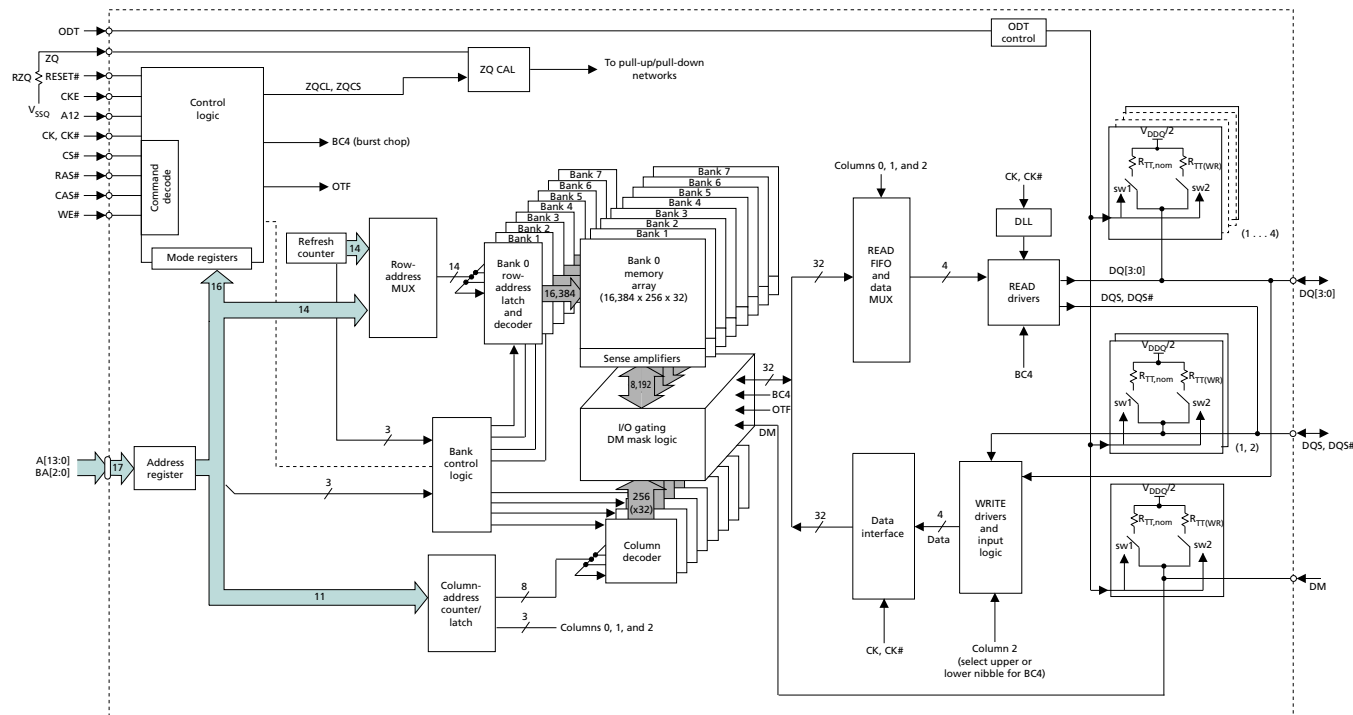 ODT
ODT
control
ZQ
RZQ
RESET#
ZQ CAL
To pull-up/pull-down
networks
ZQCL, ZQCS
CKE
V_SSQ
A12
Control
logic
CK, CK#
BC4 (burst chop)
CS#
RAS#
OTF
CAS#
WE#
Command
decode
Mode registers
16
Refresh
counter
14
14
Row-
address
MUX
14
Bank 7
Bank 6
Bank 5
Bank 4
Bank 3
Bank 2
Bank 1
Bank 0
row-
address
latch
and
decoder
16,384
Bank 7
Bank 6
Bank 5
Bank 4
Bank 3
Bank 2
Bank 1
Bank 0
memory
array
(16,384 x 256 x 32)
Sense amplifiers
8,192
32
BC4
OTF
DM
I/O gating
DM mask logic
A[13:0]
BA[2:0]
17
Address
register
3
3
Bank
control
logic
256
(x32)
Column
decoder
11
Column-
address
counter/
latch
8
3
Columns 0, 1, and 2
Columns 0, 1, and 2
32
READ
FIFO
and
data
MUX
4
CK, CK#
DLL
READ
drivers
BC4
DQ[3:0]
DQS, DQS#
32
Data
interface
4
Data
WRITE
drivers
and
input
logic
CK, CK#
Column 2
(select upper or
lower nibble for BC4)
V_DDQ/2
R_TT,nom
R_TT(WR)
sw1
sw2
(1 . . . 4)
DQ[3:0]
V_DDQ/2
R_TT,nom
R_TT(WR)
sw1
sw2
(1, 2)
DQS, DQS#
V_DDQ/2
R_TT,nom
R_TT(WR)
sw1
sw2
DM